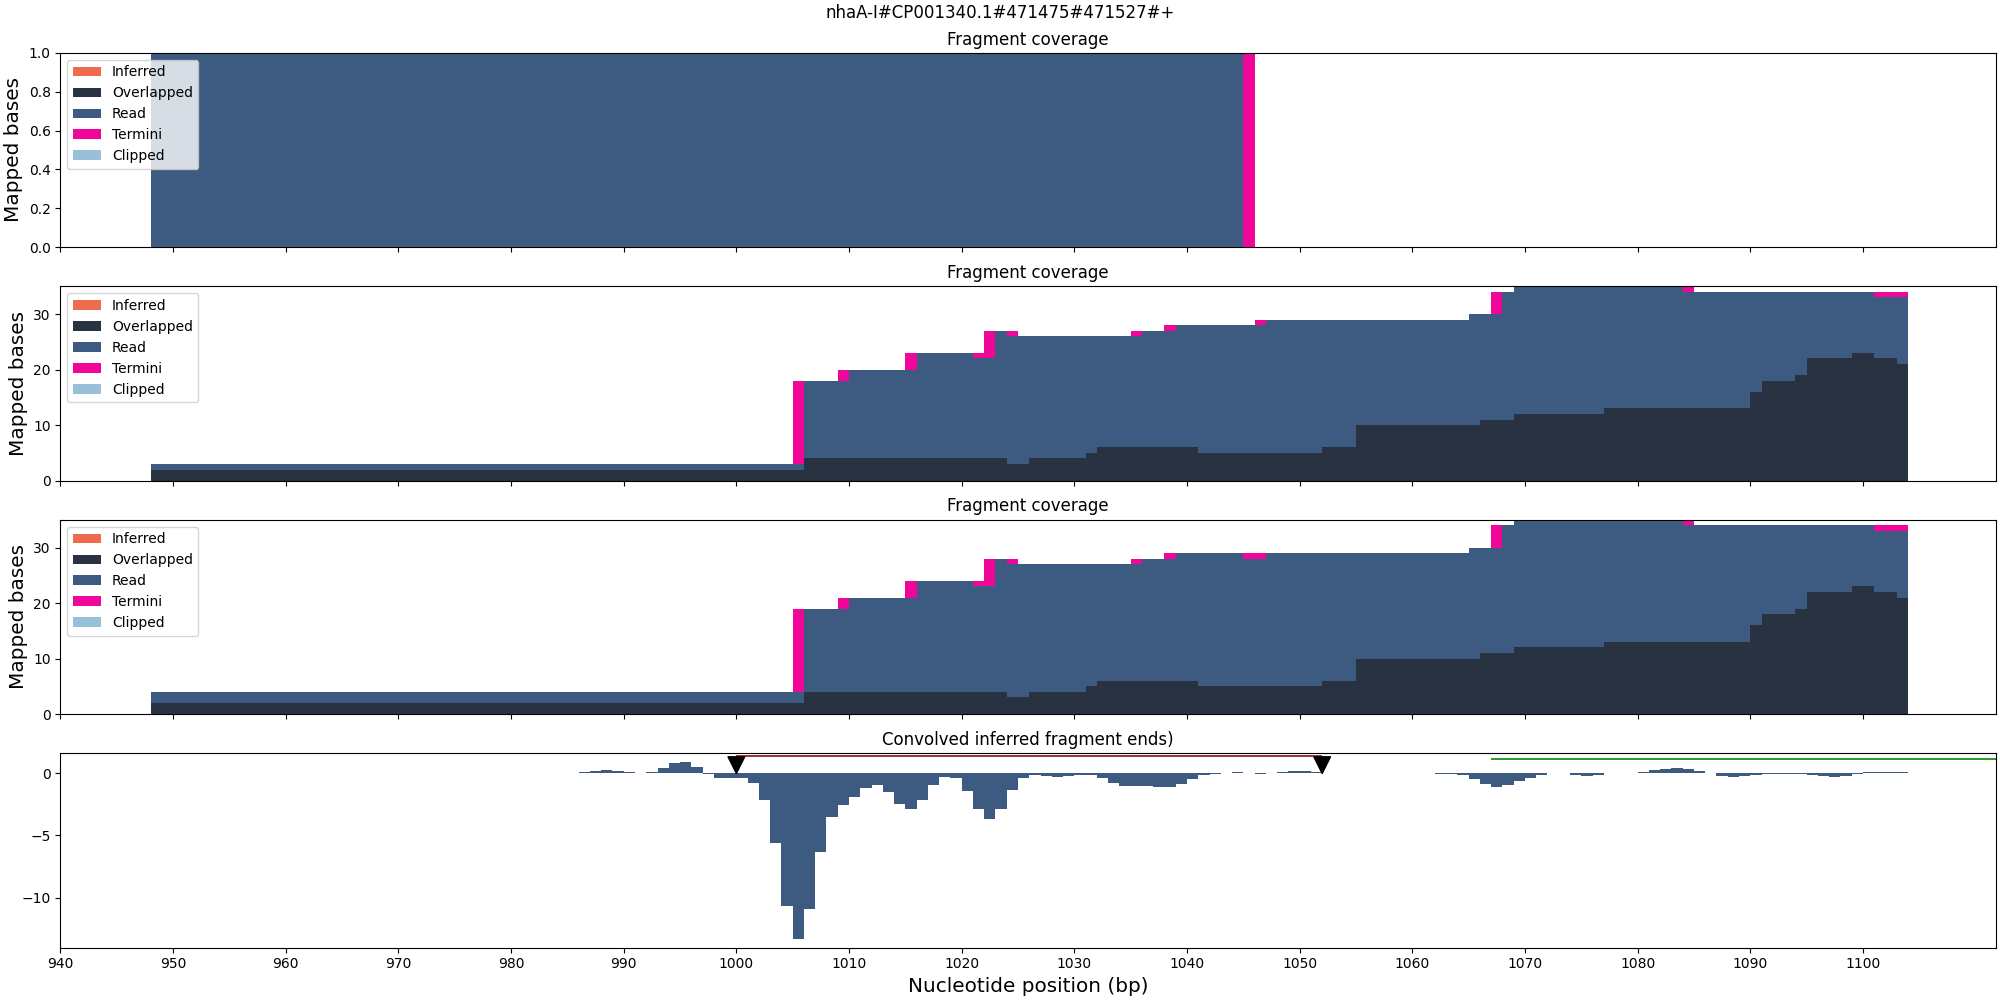 nhaA-I#CP001340.1#471475#471527#+
Fragment coverage
Mapped bases
1.0
0.8
0.6
0.4
0.2
0.0
Inferred
Overlapped
Read
Termini
Clipped
Fragment coverage
Mapped bases
30
20
10
0
Inferred
Overlapped
Read
Termini
Clipped
Fragment coverage
Mapped bases
30
20
10
0
Inferred
Overlapped
Read
Termini
Clipped
Convolved inferred fragment ends)
0
−5
−10
940 950 960 970 980 990 1000 1010 1020 1030 1040 1050 1060 1070 1080 1090 1100
Nucleotide position (bp)